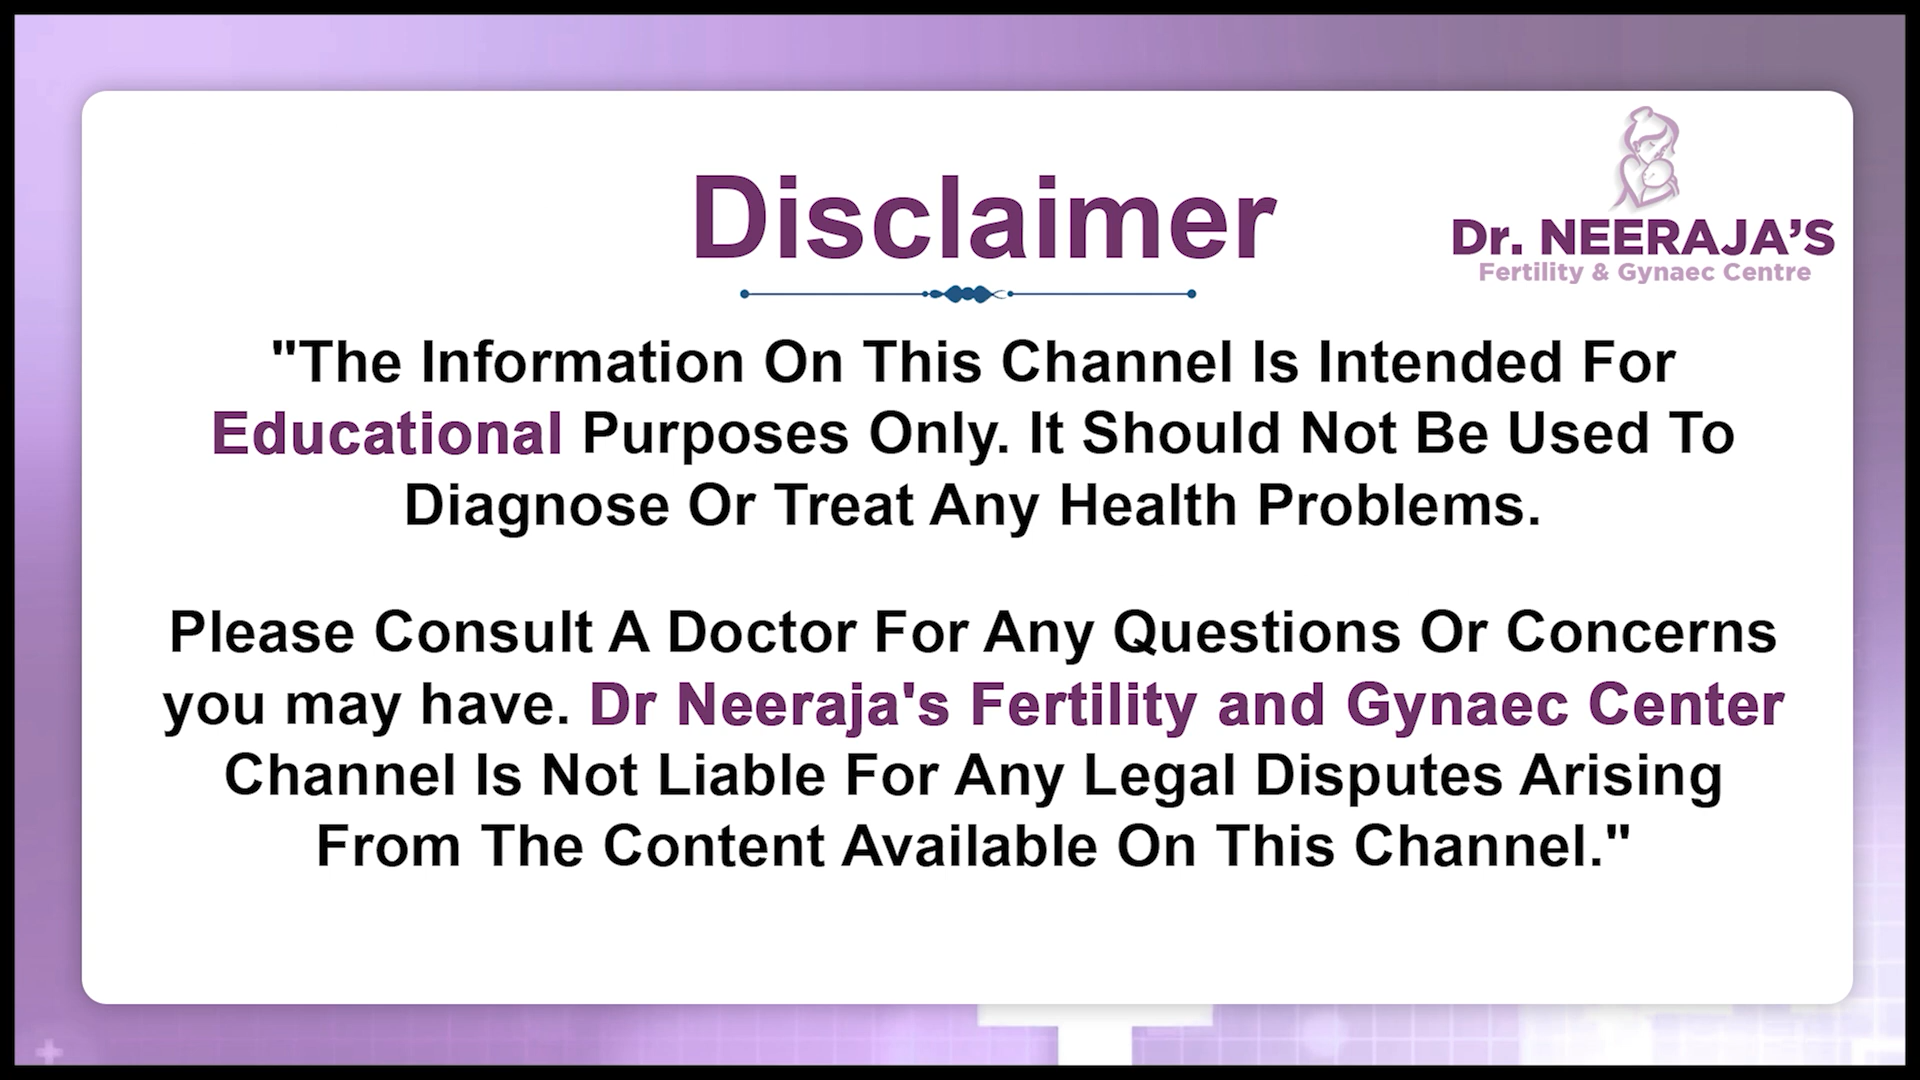 Disclaimer
Dr. NEERAJA’S
Fertility & Gynaec Centre
"The Information On This Channel Is Intended For
Educational Purposes Only. It Should Not Be Used To
Diagnose Or Treat Any Health Problems.
Please Consult A Doctor For Any Questions Or Concerns
you may have. Dr Neeraja's Fertility and Gynaec Center
Channel Is Not Liable For Any Legal Disputes Arising
From The Content Available On This Channel."